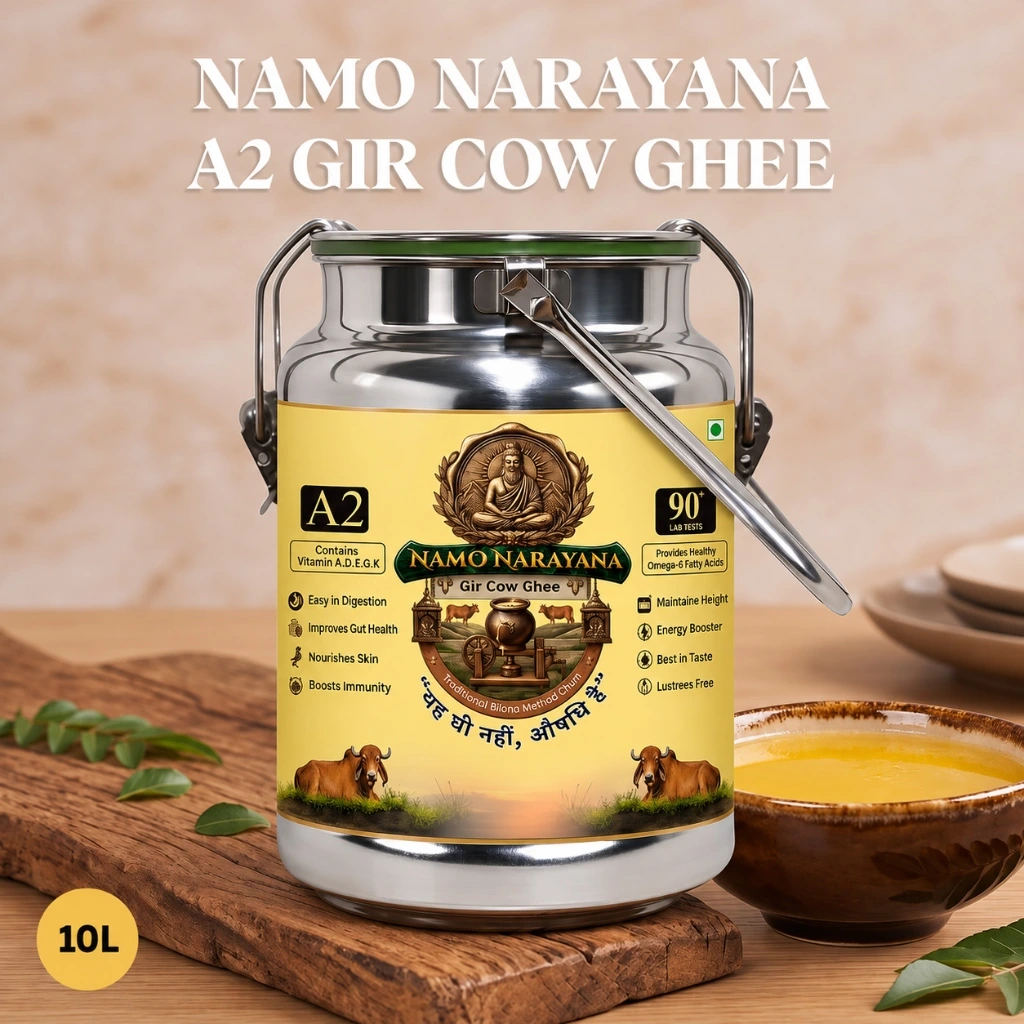 NAMO NARAYANA
A2 GIR COW GHEE
A2
Contains
Vitamin A.D.E.G.K
Easy in Digestion
Improves Gut Health
Nourishes Skin
Boosts Immunity
NAMO NARAYANA
Gir Cow Ghee
Traditional Bilona Method Churn
“यह घी नहीं, औषधि है”
90+
LAB TESTS
Provides Healthy
Omega-6 Fatty Acids
Maintaine Height
Energy Booster
Best in Taste
Lustrees Free
10L